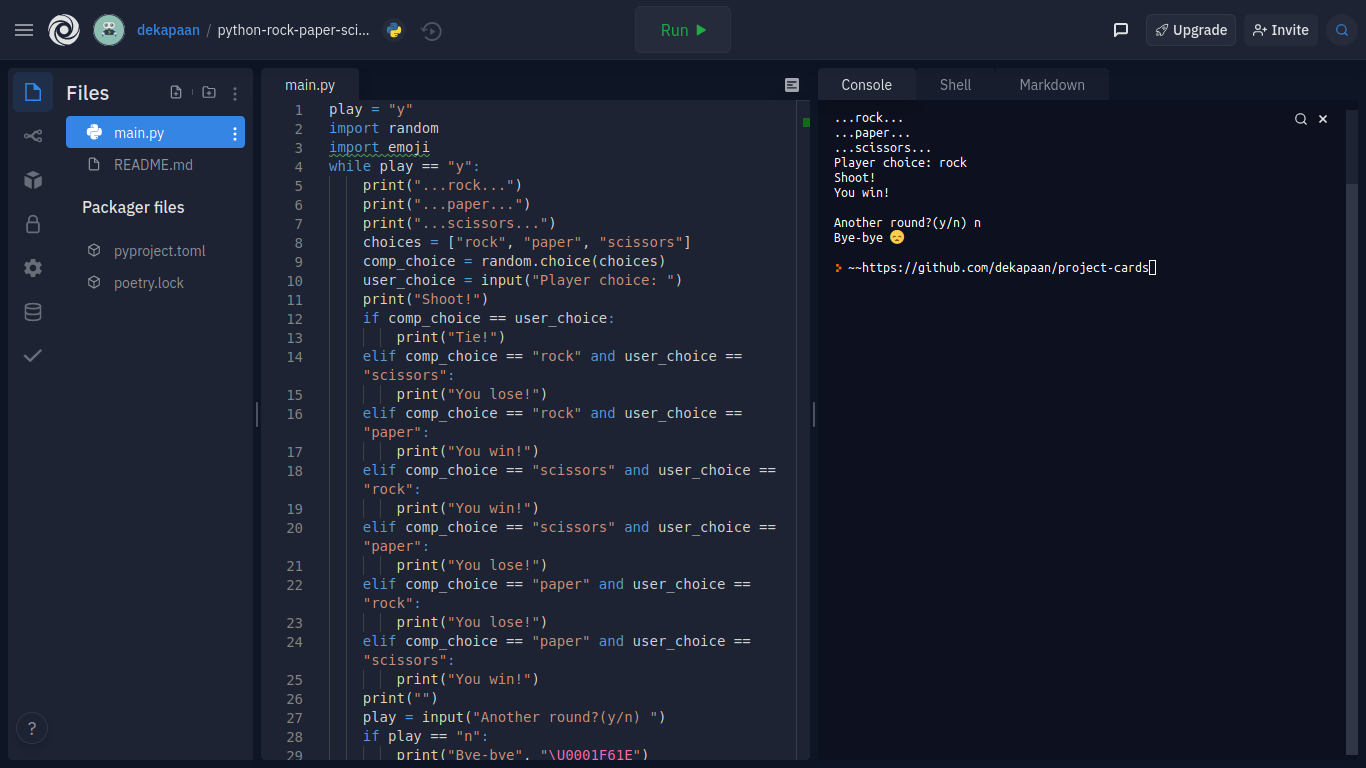 dekapaan / python-rock-paper-sci...
Run
Upgrade
Invite
Files
main.py
README.md
Packager files
pyproject.toml
poetry.lock
?
main.py
1 play = "y"
2 import random
3 import emoji
4 while play == "y":
5 print("...rock...")
6 print("...paper...")
7 print("...scissors...")
8 choices = ["rock", "paper", "scissors"]
9 comp_choice = random.choice(choices)
10 user_choice = input("Player choice: ")
11 print("Shoot!")
12 if comp_choice == user_choice:
13 print("Tie!")
14 elif comp_choice == "rock" and user_choice ==
"scissors":
15 print("You lose!")
16 elif comp_choice == "rock" and user_choice ==
"paper":
17 print("You win!")
18 elif comp_choice == "scissors" and user_choice ==
"rock":
19 print("You win!")
20 elif comp_choice == "scissors" and user_choice ==
"paper":
21 print("You lose!")
22 elif comp_choice == "paper" and user_choice ==
"rock":
23 print("You lose!")
24 elif comp_choice == "paper" and user_choice ==
"scissors":
25 print("You win!")
26 print("")
27 play = input("Another round?(y/n) ")
28 if play == "n":
29 print("Bye-bye", "\U0001F61E")
Console
Shell
Markdown
...rock...
...paper...
...scissors...
Player choice: rock
Shoot!
You win!
Another round?(y/n) n
Bye-bye 😞
~~https://github.com/dekapaan/project-cards